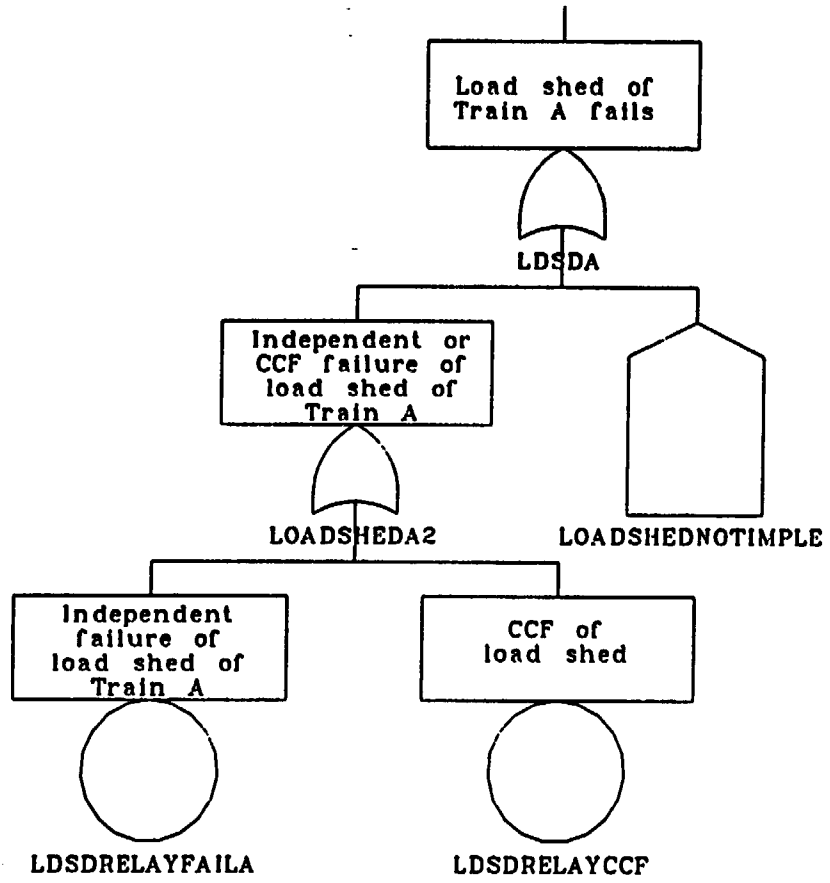 Load shed of
Train A fails
LDSDA
Independent or
CCF failure of
load shed of
Train A
LOADSHEDA2
LOADSHEDNOTIMPLE
Independent
failure of
load shed of
Train A
CCF of
load shed
LDSDRELAYFAILA
LDSDRELAYCCF